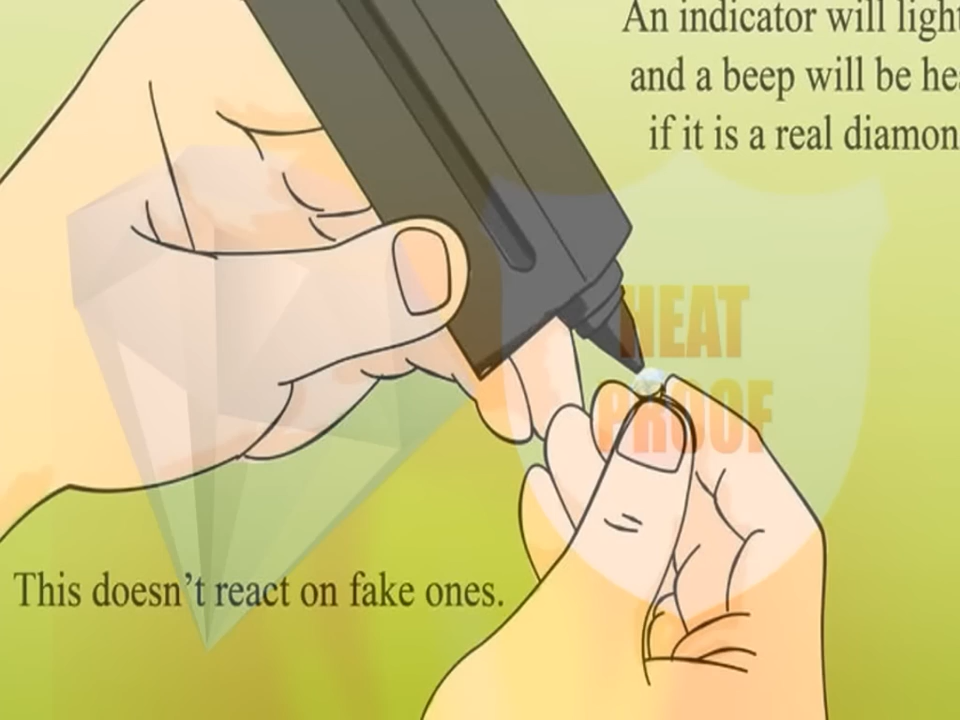 An indicator will light
and a beep will be hea
if it is a real diamon
HEAT
PROOF
This doesn't react on fake ones.